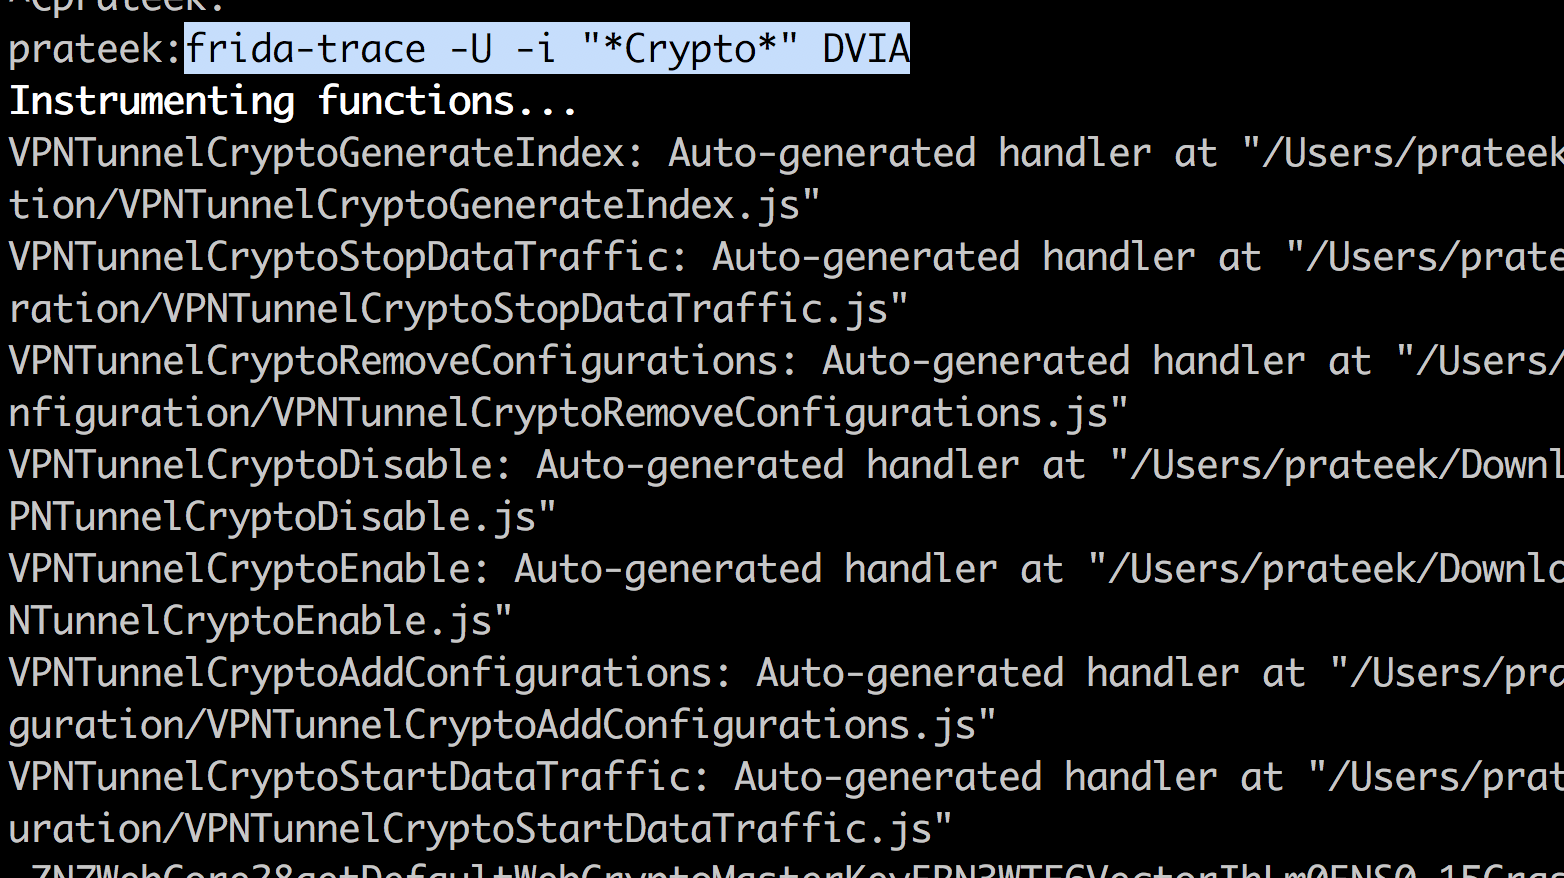 ^Cprateek:
prateek:frida-trace -U -i "*Crypto*" DVIA
Instrumenting functions...
VPNTunnelCryptoGenerateIndex: Auto-generated handler at "/Users/prateek
tion/VPNTunnelCryptoGenerateIndex.js"
VPNTunnelCryptoStopDataTraffic: Auto-generated handler at "/Users/prate
ration/VPNTunnelCryptoStopDataTraffic.js"
VPNTunnelCryptoRemoveConfigurations: Auto-generated handler at "/Users/
nfiguration/VPNTunnelCryptoRemoveConfigurations.js"
VPNTunnelCryptoDisable: Auto-generated handler at "/Users/prateek/Downl
PNTunnelCryptoDisable.js"
VPNTunnelCryptoEnable: Auto-generated handler at "/Users/prateek/Downlo
NTunnelCryptoEnable.js"
VPNTunnelCryptoAddConfigurations: Auto-generated handler at "/Users/pra
guration/VPNTunnelCryptoAddConfigurations.js"
VPNTunnelCryptoStartDataTraffic: Auto-generated handler at "/Users/prat
uration/VPNTunnelCryptoStartDataTraffic.js"